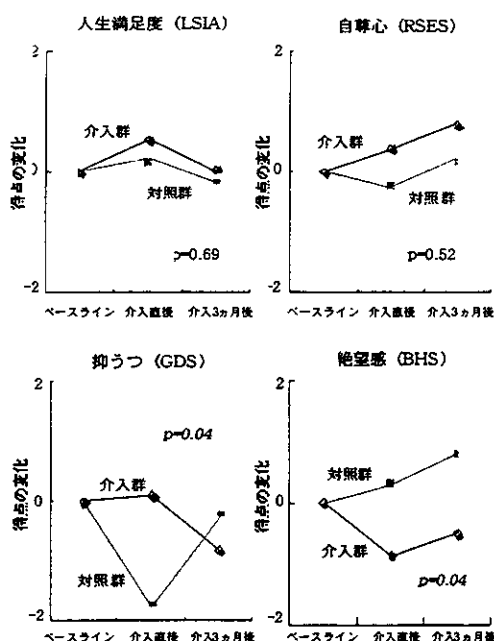 人生満足度（LSIA）
2
介入群
得点の変化
0
対照群
p=0.69
-2
ベースライン 介入直後 介入3ヵ月後
自尊心（RSES）
2
介入群
得点の変化
0
対照群
p=0.52
-2
ベースライン 介入直後 介入3ヵ月後
抑うつ（GDS）
2
p=0.04
介入群
得点の変化
0
対照群
-2
ベースライン 介入直後 介入3ヵ月後
絶望感（BHS）
2
対照群
得点の変化
0
介入群
p=0.04
-2
ベースライン 介入直後 介入3ヵ月後